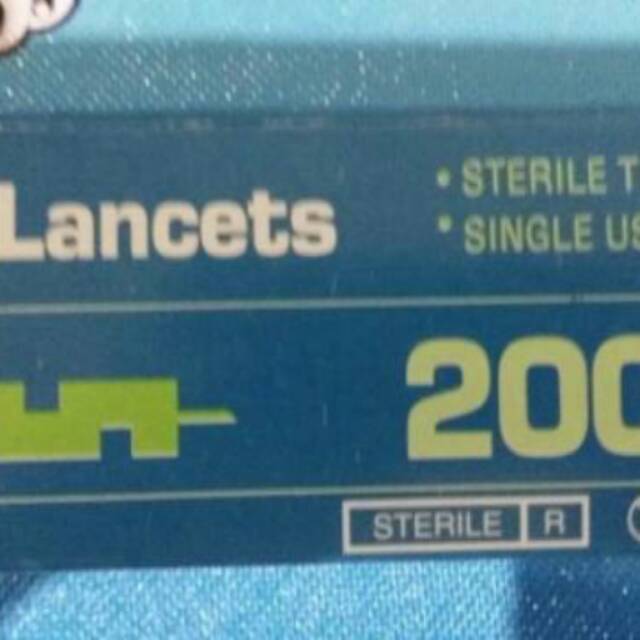 Lancets
• STERILE T
• SINGLE US
200
STERILE R